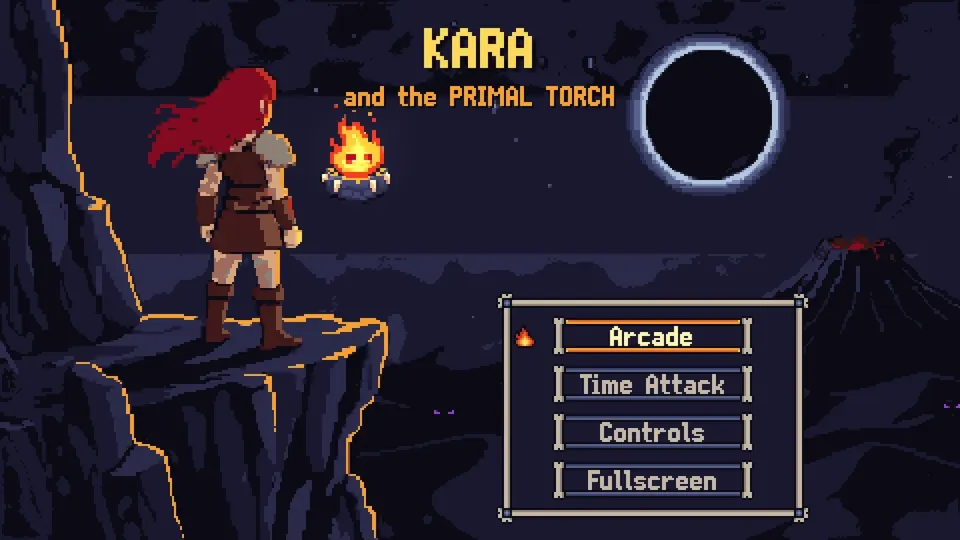 KARA
and the PRIMAL TORCH
Arcade
Time Attack
Controls
Fullscreen